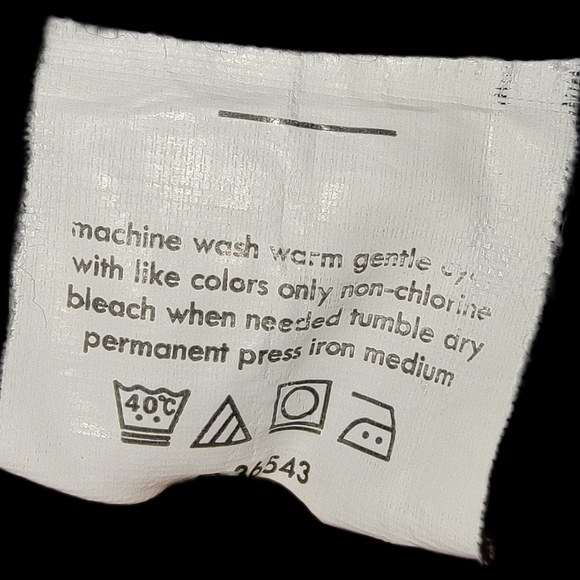 machine wash warm gentle
with like colors only non-chlorine
bleach when needed tumble dry
permanent press iron medium
40°C
26543